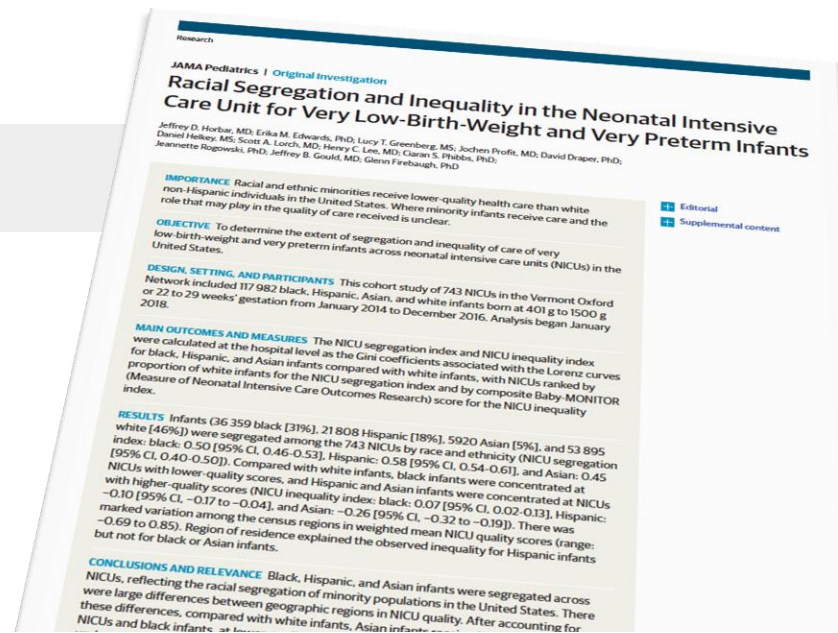 Research
JAMA Pediatrics | Original Investigation
Racial Segregation and Inequality in the Neonatal Intensive
Care Unit for Very Low-Birth-Weight and Very Preterm Infants
Jeffrey D. Horbar, MD; Erika M. Edwards, PhD; Lucy T. Greenberg, MS; Jochen Profit, MD; David Draper, PhD;
Daniel Helkey, MS; Scott A. Lorch, MD; Henry C. Lee, MD; Ciaran S. Phibbs, PhD;
Jeannette Rogowski, PhD; Jeffrey B. Gould, MD; Glenn Firebaugh, PhD
IMPORTANCE Racial and ethnic minorities receive lower-quality health care than white
non-Hispanic individuals in the United States. Where minority infants receive care and the
role that may play in the quality of care received is unclear.
OBJECTIVE To determine the extent of segregation and inequality of care of very
low-birth-weight and very preterm infants across neonatal intensive care units (NICUs) in the
United States.
DESIGN, SETTING, AND PARTICIPANTS This cohort study of 743 NICUs in the Vermont Oxford
Network included 117 982 black, Hispanic, Asian, and white infants born at 401 g to 1500 g
or 22 to 29 weeks' gestation from January 2014 to December 2016. Analysis began January
2018.
MAIN OUTCOMES AND MEASURES The NICU segregation index and NICU inequality index
were calculated at the hospital level as the Gini coefficients associated with the Lorenz curves
for black, Hispanic, and Asian infants compared with white infants, with NICUs ranked by
proportion of white infants for the NICU segregation index and by composite Baby-MONITOR
(Measure of Neonatal Intensive Care Outcomes Research) score for the NICU inequality
index.
RESULTS Infants (36 359 black [31%], 21 808 Hispanic [18%], 5920 Asian [5%], and 53 895
white [46%]) were segregated among the 743 NICUs by race and ethnicity (NICU segregation
index: black: 0.50 [95% CI, 0.46-0.53], Hispanic: 0.58 [95% CI, 0.54-0.61], and Asian: 0.45
[95% CI, 0.40-0.50]). Compared with white infants, black infants were concentrated at
NICUs with lower-quality scores, and Hispanic and Asian infants were concentrated at NICUs
with higher-quality scores (NICU inequality index: black: 0.07 [95% CI, 0.02-0.13], Hispanic:
−0.10 [95% CI, −0.17 to −0.04], and Asian: −0.26 [95% CI, −0.32 to −0.19]). There was
marked variation among the census regions in weighted mean NICU quality scores (range:
−0.69 to 0.85). Region of residence explained the observed inequality for Hispanic infants
but not for black or Asian infants.
CONCLUSIONS AND RELEVANCE Black, Hispanic, and Asian infants were segregated across
NICUs, reflecting the racial segregation of minority populations in the United States. There
were large differences between geographic regions in NICU quality. After accounting for
these differences, compared with white infants, Asian infants
NICUs and black infants, at
Editorial
Supplemental content